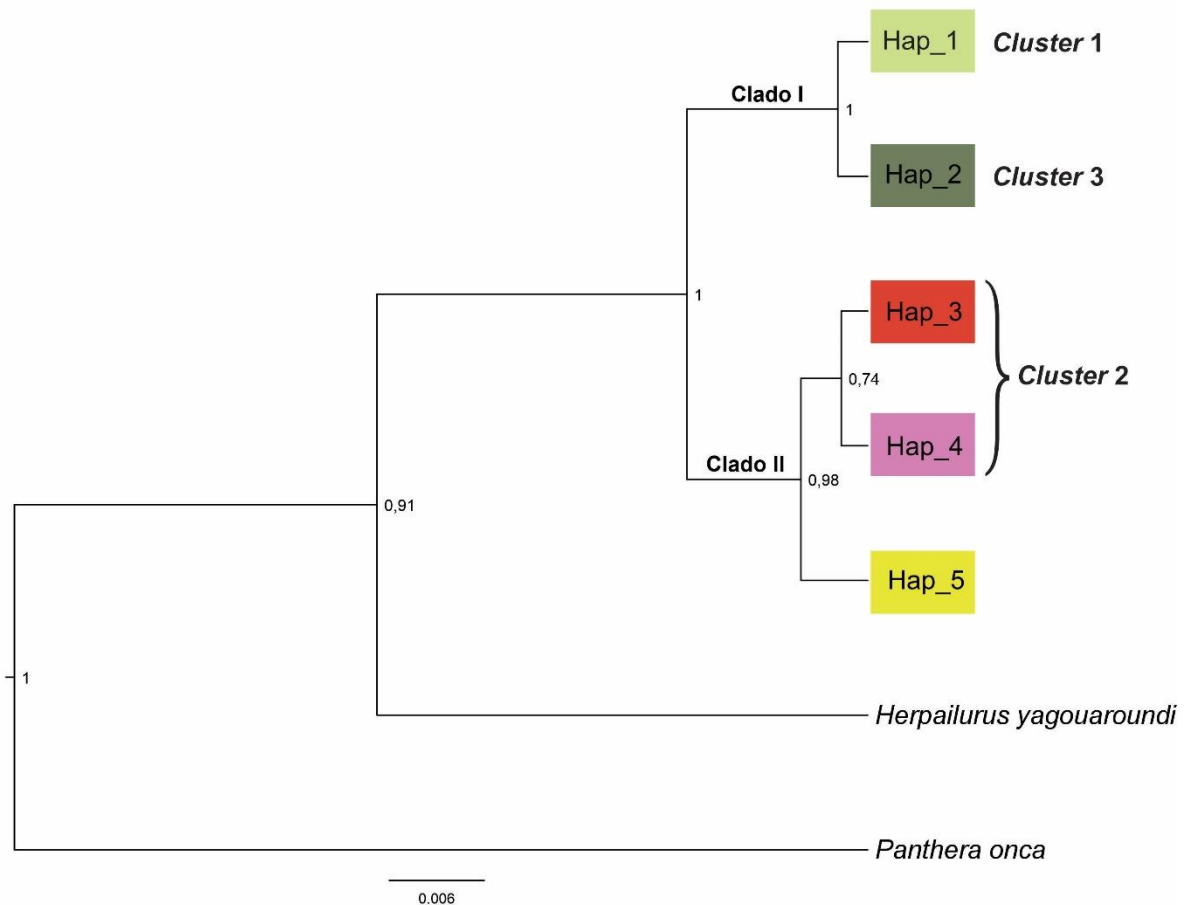 Hap_1 Cluster 1
Clado I
1
Hap_2 Cluster 3
1
Hap_3
0,74
Cluster 2
Hap_4
Clado II
0,98
0,91
Hap_5
1
Herpailurus yagouaroundi
Panthera onca
0.006